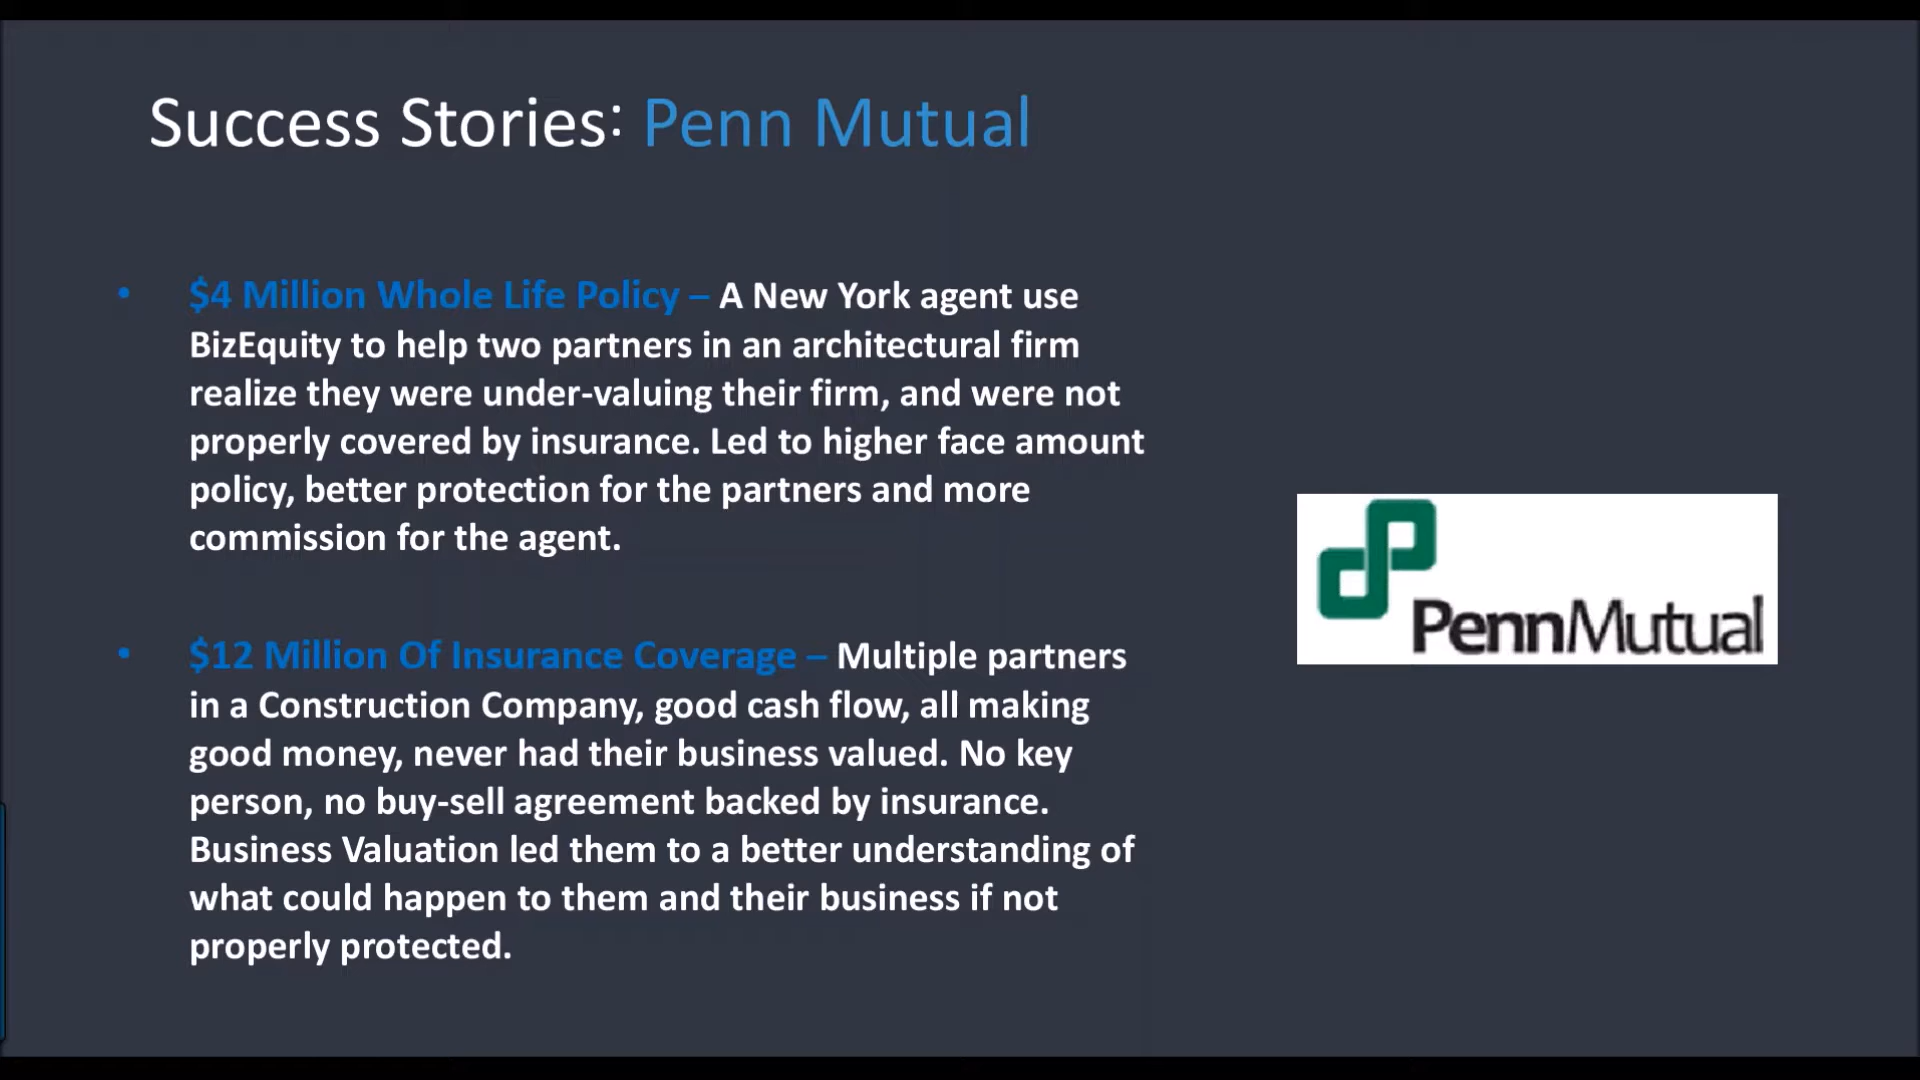 Success Stories: Penn Mutual
• $4 Million Whole Life Policy – A New York agent use
BizEquity to help two partners in an architectural firm
realize they were under-valuing their firm, and were not
properly covered by insurance. Led to higher face amount
policy, better protection for the partners and more
commission for the agent.
• $12 Million Of Insurance Coverage – Multiple partners
in a Construction Company, good cash flow, all making
good money, never had their business valued. No key
person, no buy-sell agreement backed by insurance.
Business Valuation led them to a better understanding of
what could happen to them and their business if not
properly protected.
PennMutual